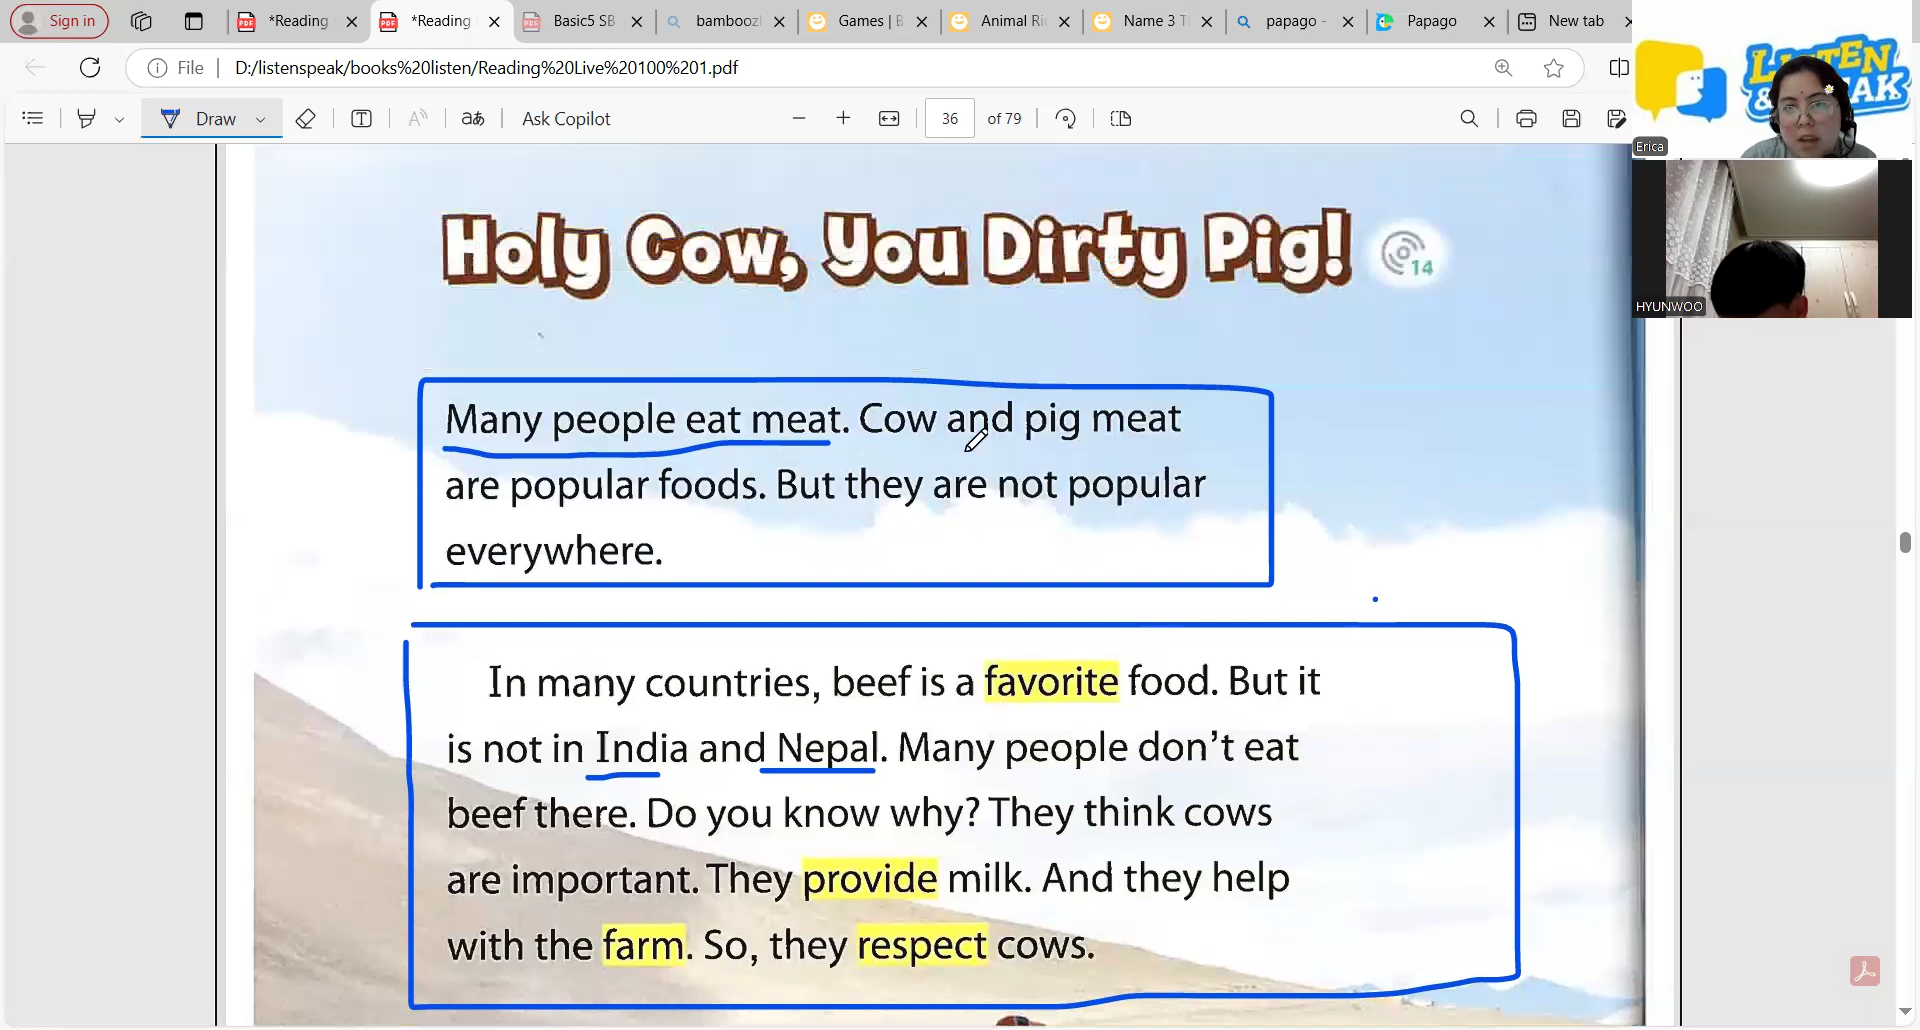 Sign in
*Reading
*Reading
Basic5 SB
bamboozl
Games | B
Animal Ri
Name 3 T
papago -
Papago
New tab
File | D:/listenspeak/books%20listen/Reading%20Live%20100%201.pdf
Draw
Ask Copilot
36 of 79
LISTEN
& SPEAK
Erica
HYUNWOO
Holy Cow, You Dirty Pig!
14
Many people eat meat. Cow and pig meat
are popular foods. But they are not popular
everywhere.
In many countries, beef is a favorite food. But it
is not in India and Nepal. Many people don't eat
beef there. Do you know why? They think cows
are important. They provide milk. And they help
with the farm. So, they respect cows.